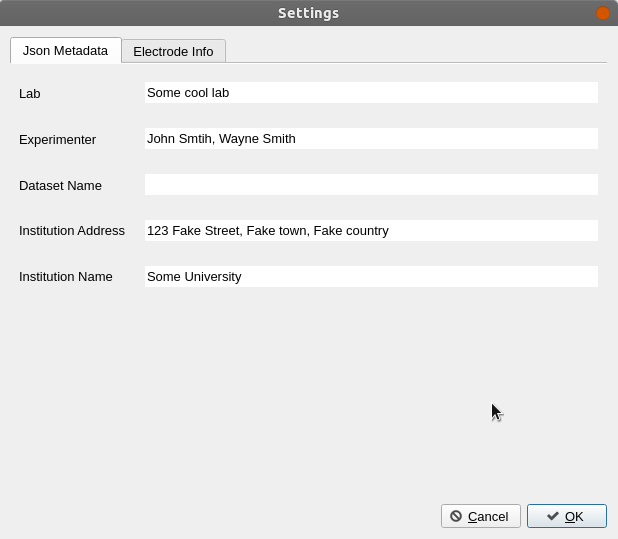 Settings
Json Metadata Electrode Info
Lab Some cool lab
Experimenter John Smtih, Wayne Smith
Dataset Name
Institution Address 123 Fake Street, Fake town, Fake country
Institution Name Some University
Cancel OK